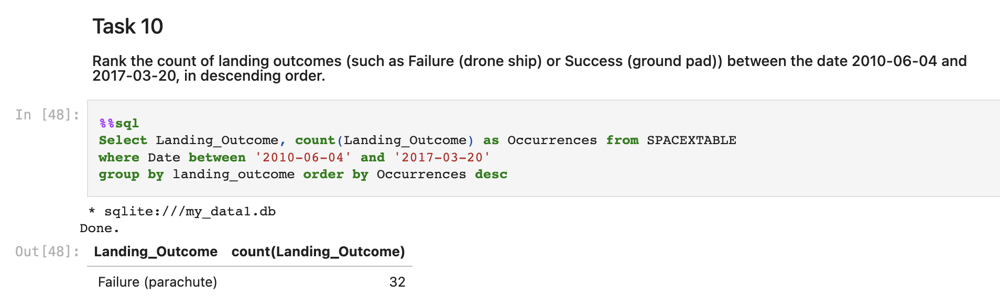 Task 10
Rank the count of landing outcomes (such as Failure (drone ship) or Success (ground pad)) between the date 2010-06-04 and
2017-03-20, in descending order.
In [48]:
%%sql
Select Landing_Outcome, count(Landing_Outcome) as Occurrences from SPACEXTABLE
where Date between '2010-06-04' and '2017-03-20'
group by landing_outcome order by Occurrences desc
* sqlite:///my_data1.db
Done.
Out[48]: Landing_Outcome count(Landing_Outcome)
Failure (parachute) 32